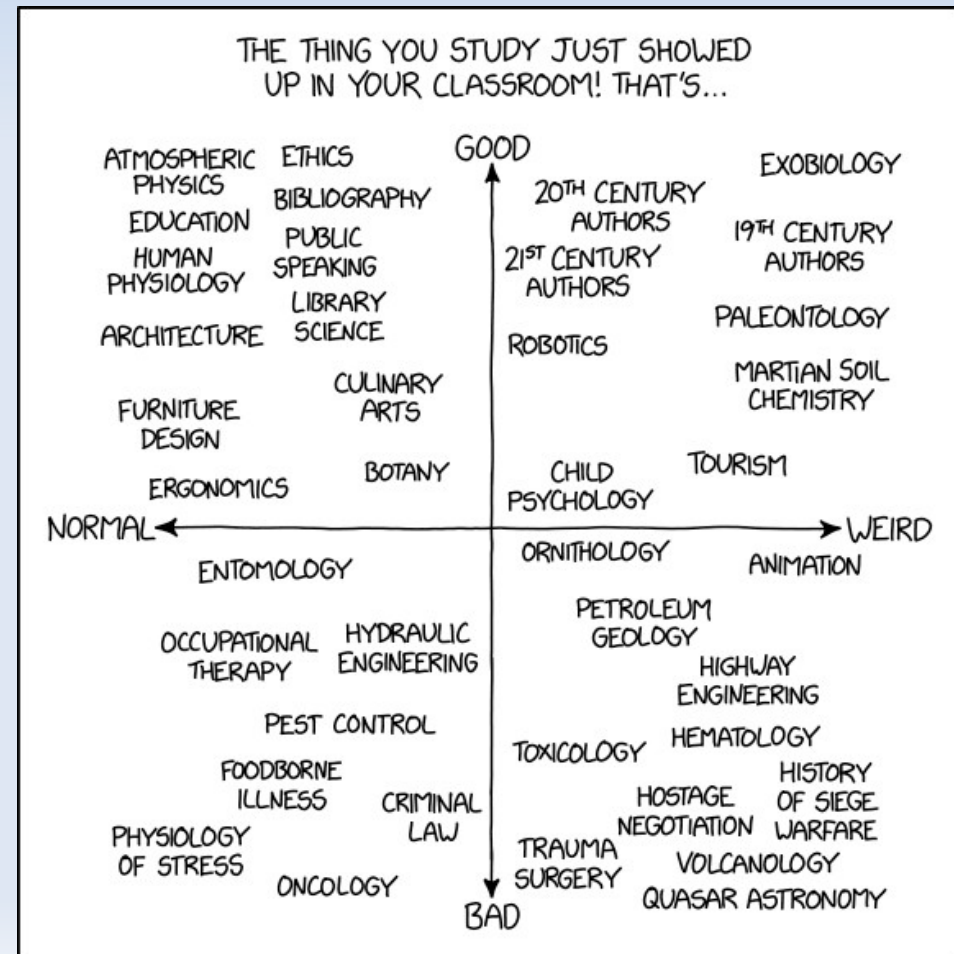 THE THING YOU STUDY JUST SHOWED
UP IN YOUR CLASSROOM! THAT'S...
GOOD
ATMOSPHERIC
PHYSICS
ETHICS
BIBLIOGRAPHY
EDUCATION
PUBLIC
SPEAKING
HUMAN
PHYSIOLOGY
LIBRARY
SCIENCE
ARCHITECTURE
CULINARY
ARTS
FURNITURE
DESIGN
BOTANY
ERGONOMICS
EXOBIOLOGY
20TH CENTURY
AUTHORS
19TH CENTURY
AUTHORS
21ST CENTURY
AUTHORS
PALEONTOLOGY
ROBOTICS
MARTIAN SOIL
CHEMISTRY
TOURISM
CHILD
PSYCHOLOGY
NORMAL
WEIRD
ENTOMOLOGY
OCCUPATIONAL
THERAPY
HYDRAULIC
ENGINEERING
PEST CONTROL
FOODBORNE
ILLNESS
CRIMINAL
LAW
PHYSIOLOGY
OF STRESS
ONCOLOGY
ORNITHOLOGY
ANIMATION
PETROLEUM
GEOLOGY
HIGHWAY
ENGINEERING
HEMATOLOGY
TOXICOLOGY
HISTORY
OF SIEGE
WARFARE
HOSTAGE
NEGOTIATION
TRAUMA
SURGERY
VOLCANOLOGY
QUASAR ASTRONOMY
BAD